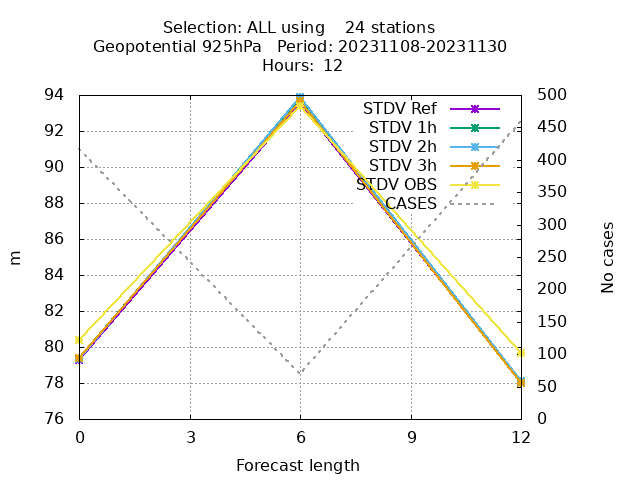 Selection: ALL using 24 stations
Geopotential 925hPa Period: 20231108-20231130
Hours: 12
94
92
90
88
86
84
82
80
78
76
m
500
450
400
350
300
250
200
150
100
50
0
No cases
STDV Ref
STDV 1h
STDV 2h
STDV 3h
STDV OBS
CASES
0 3 6 9 12
Forecast length